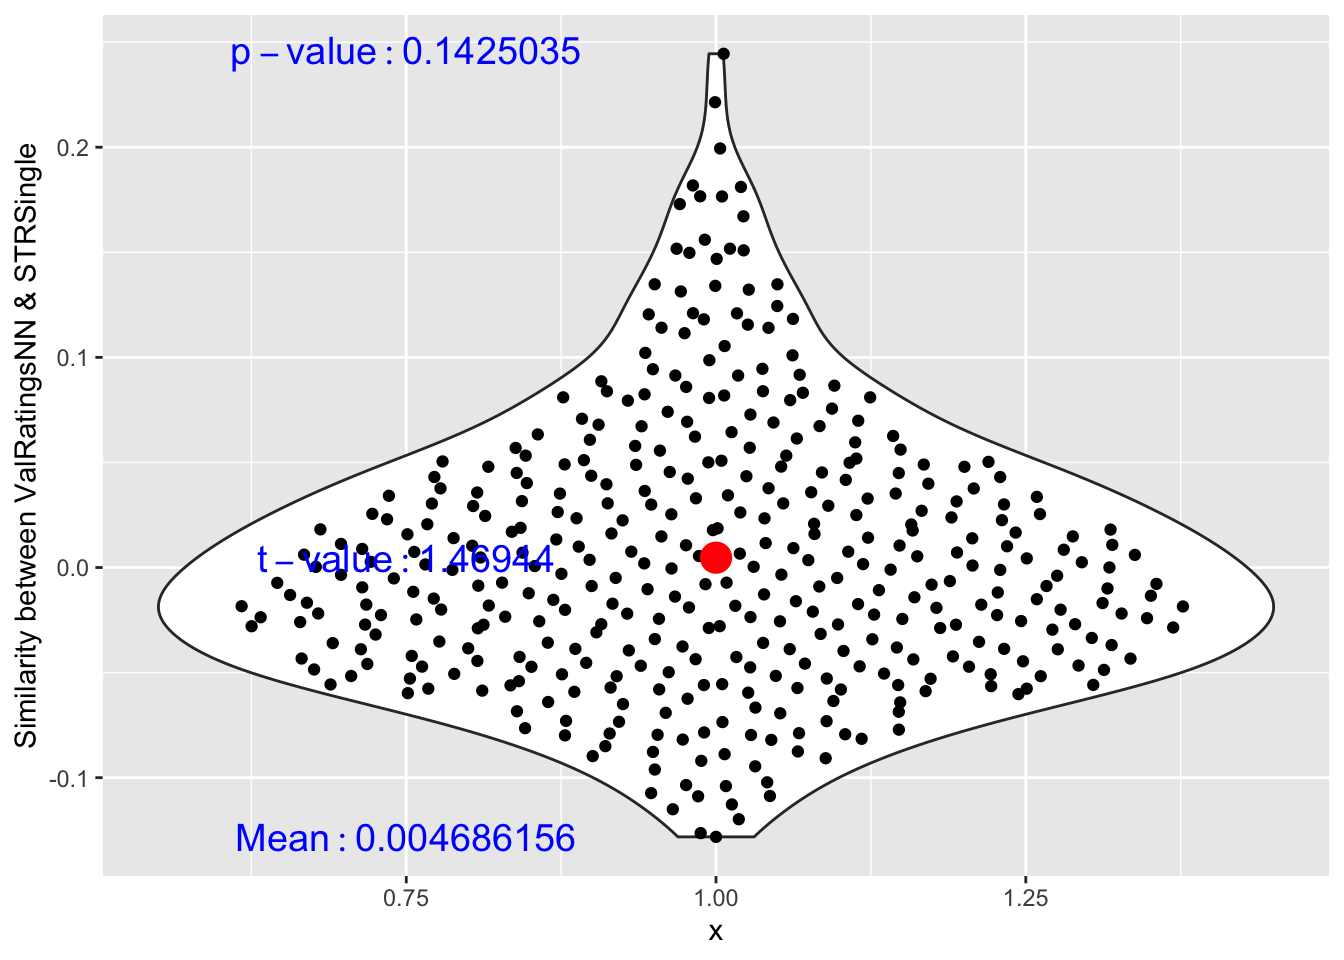 p − value : 0.1425035
0.2
0.1
t − value : 1.46944
0.0
-0.1
Mean : 0.004686156
0.75
1.00
1.25
x
Similarity between ValRatingsNN & STRSingle